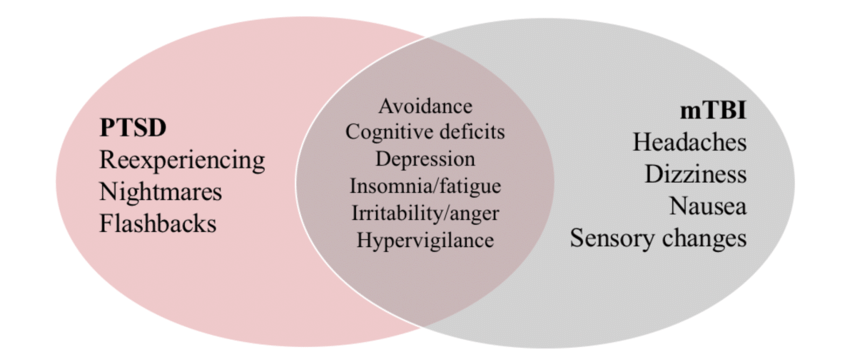 PTSD
Reexperiencing
Nightmares
Flashbacks
Avoidance
Cognitive deficits
Depression
Insomnia/fatigue
Irritability/anger
Hypervigilance
mTBI
Headaches
Dizziness
Nausea
Sensory changes